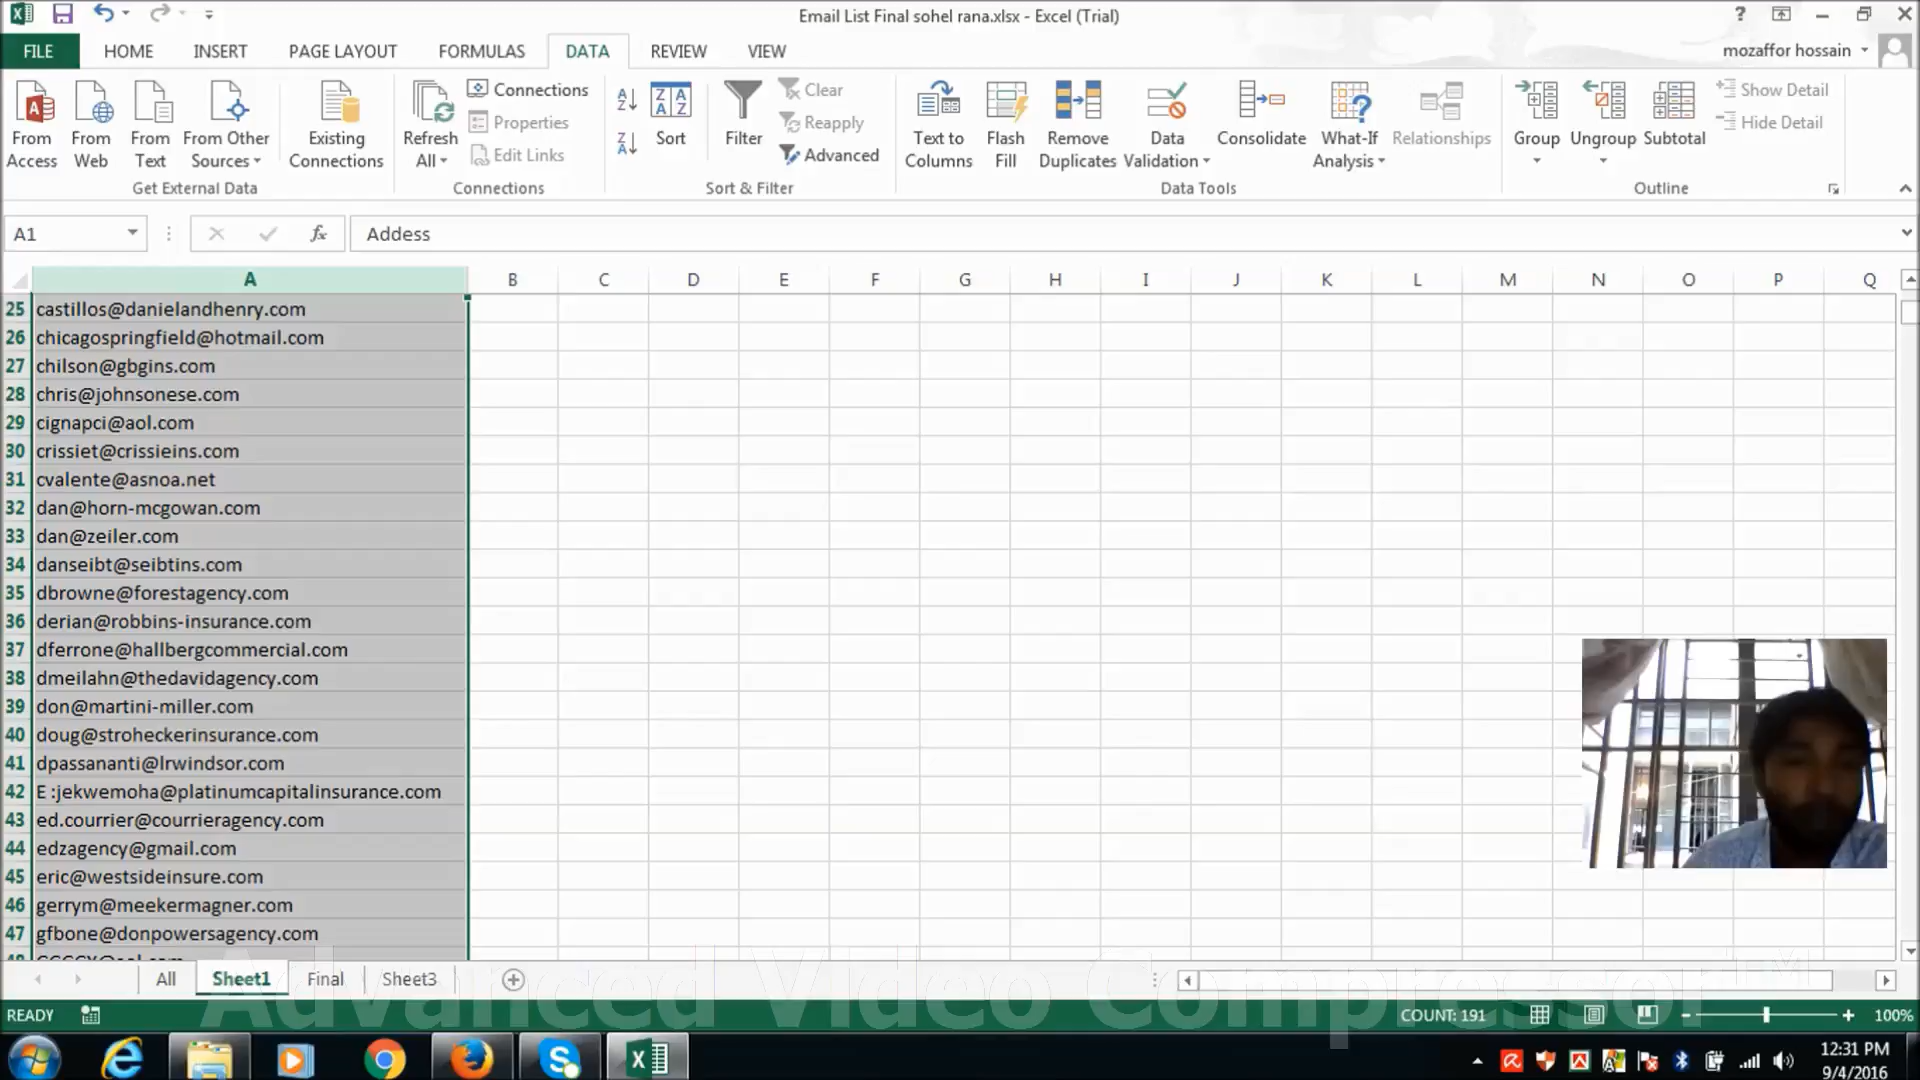 Email List Final sohel rana.xlsx - Excel (Trial)
FILE HOME INSERT PAGE LAYOUT FORMULAS DATA REVIEW VIEW mozaffor hossain
From Access
From Web
From Text
From Other Sources
Existing Connections
Get External Data
Refresh All
Connections
Properties
Edit Links
Connections
Sort
Filter
Clear
Reapply
Advanced
Sort & Filter
Text to Columns
Flash Fill
Remove Duplicates
Data Validation
Consolidate
What-If Analysis
Relationships
Data Tools
Group
Ungroup
Subtotal
Show Detail
Hide Detail
Outline
A1 fx Addess
A B C D E F G H I J K L M N O P Q
25 castillos@danielandhenry.com
26 chicagospringfield@hotmail.com
27 chilson@gbgins.com
28 chris@johnsonese.com
29 cignapci@aol.com
30 crissiet@crissieins.com
31 cvalente@asnoa.net
32 dan@horn-mcgowan.com
33 dan@zeiler.com
34 danseibt@seibtins.com
35 dbrowne@forestagency.com
36 derian@robbins-insurance.com
37 dferrone@hallbergcommercial.com
38 dmeilahn@thedavidagency.com
39 don@martini-miller.com
40 doug@stroheckerinsurance.com
41 dpassananti@lrwindsor.com
42 E :jekwemoha@platinumcapitalinsurance.com
43 ed.courrier@courrieragency.com
44 edzagency@gmail.com
45 eric@westsideinsure.com
46 gerrym@meekermagner.com
47 gfbone@donpowersagency.com
All Sheet1 Final Sheet3
Advanced Video Compressor™
READY COUNT: 191 100%
12:31 PM
9/4/2016